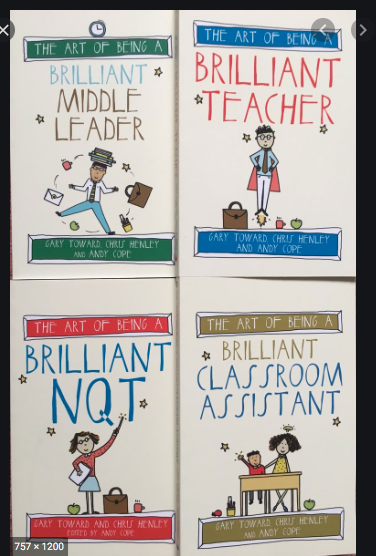 THE ART OF BEING A
BRILLIANT
MIDDLE
LEADER
GARY TOWARD, CHRIS HENLEY
AND ANDY COPE
THE ART OF BEING A
BRILLIANT
TEACHER
GARY TOWARD, CHRIS HENLEY
AND ANDY COPE
THE ART OF BEING A
BRILLIANT
NQT
GARY TOWARD AND CHRIS HENLEY
EDITED BY ANDY COPE
THE ART OF BEING A
BRILLIANT
CLASSROOM
ASSISTANT
GARY TOWARD, CHRIS HENLEY
AND ANDY COPE
757 × 1200